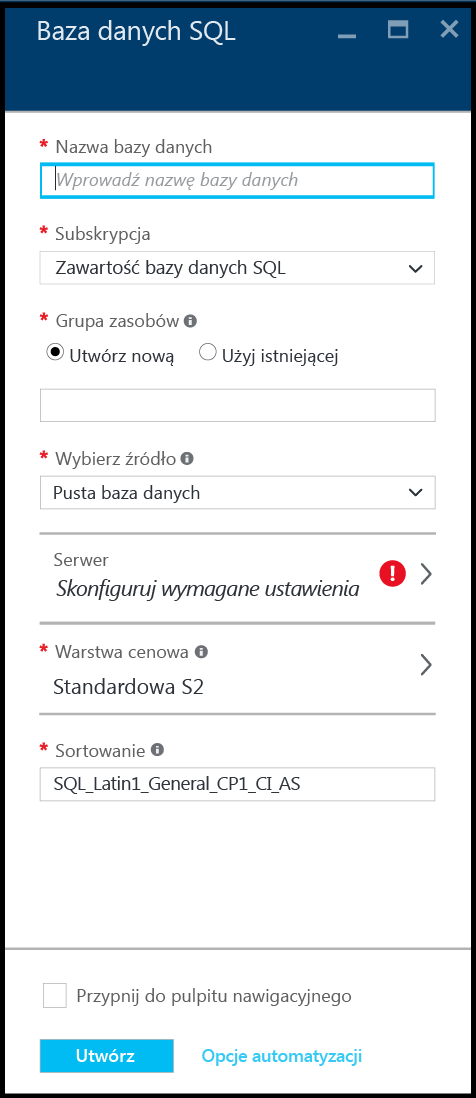 Baza danych SQL
* Nazwa bazy danych
Wprowadź nazwę bazy danych
* Subskrypcja
Zawartość bazy danych SQL
* Grupa zasobów
Utwórz nową Użyj istniejącej
* Wybierz źródło
Pusta baza danych
Serwer
Skonfiguruj wymagane ustawienia
* Warstwa cenowa
Standardowa S2
* Sortowanie
SQL_Latin1_General_CP1_CI_AS
Przypnij do pulpitu nawigacyjnego
Utwórz Opcje automatyzacji